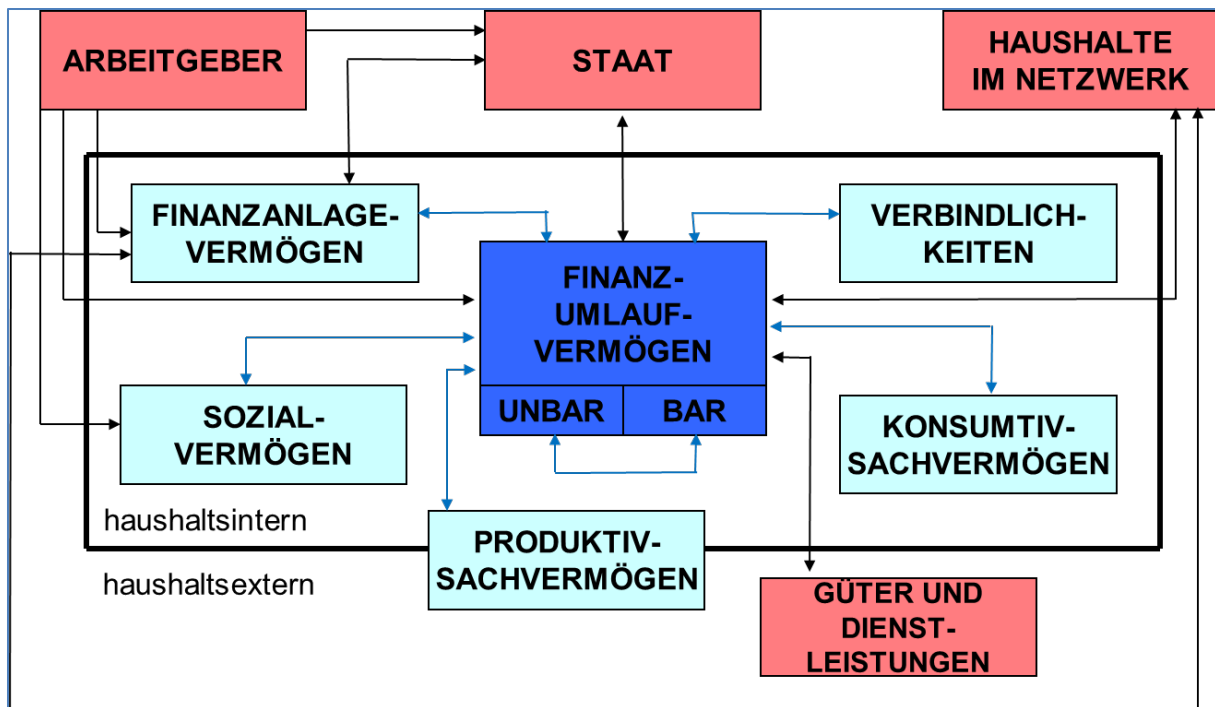 ARBEITGEBER
STAAT
HAUSHALTE
IM NETZWERK
FINANZANLAGE-
VERMÖGEN
VERBINDLICH-
KEITEN
FINANZ-
UMLAUF-
VERMÖGEN
UNBAR
BAR
SOZIAL-
VERMÖGEN
KONSUMTIV-
SACHVERMÖGEN
haushaltsintern
PRODUKTIV-
SACHVERMÖGEN
haushaltsextern
GÜTER UND
DIENST-
LEISTUNGEN